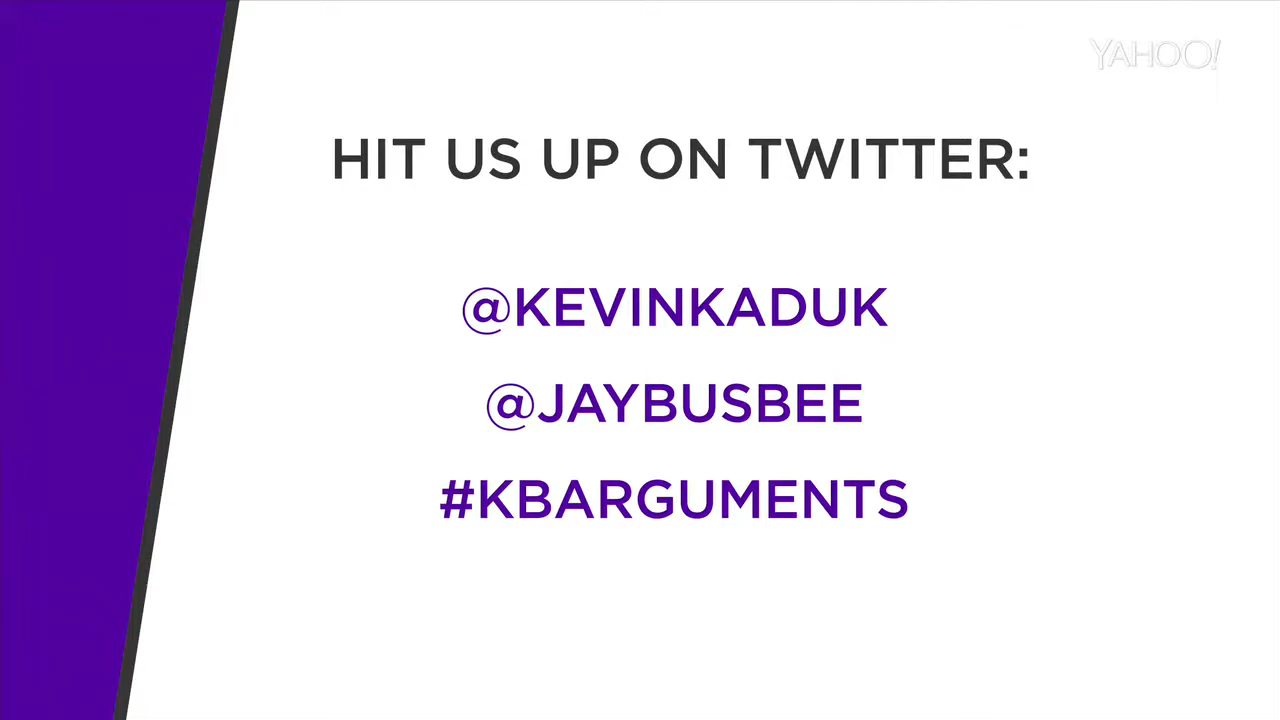 YAHOO!
HIT US UP ON TWITTER:
@KEVINKADUK
@JAYBUSBEE
#KBARGUMENTS